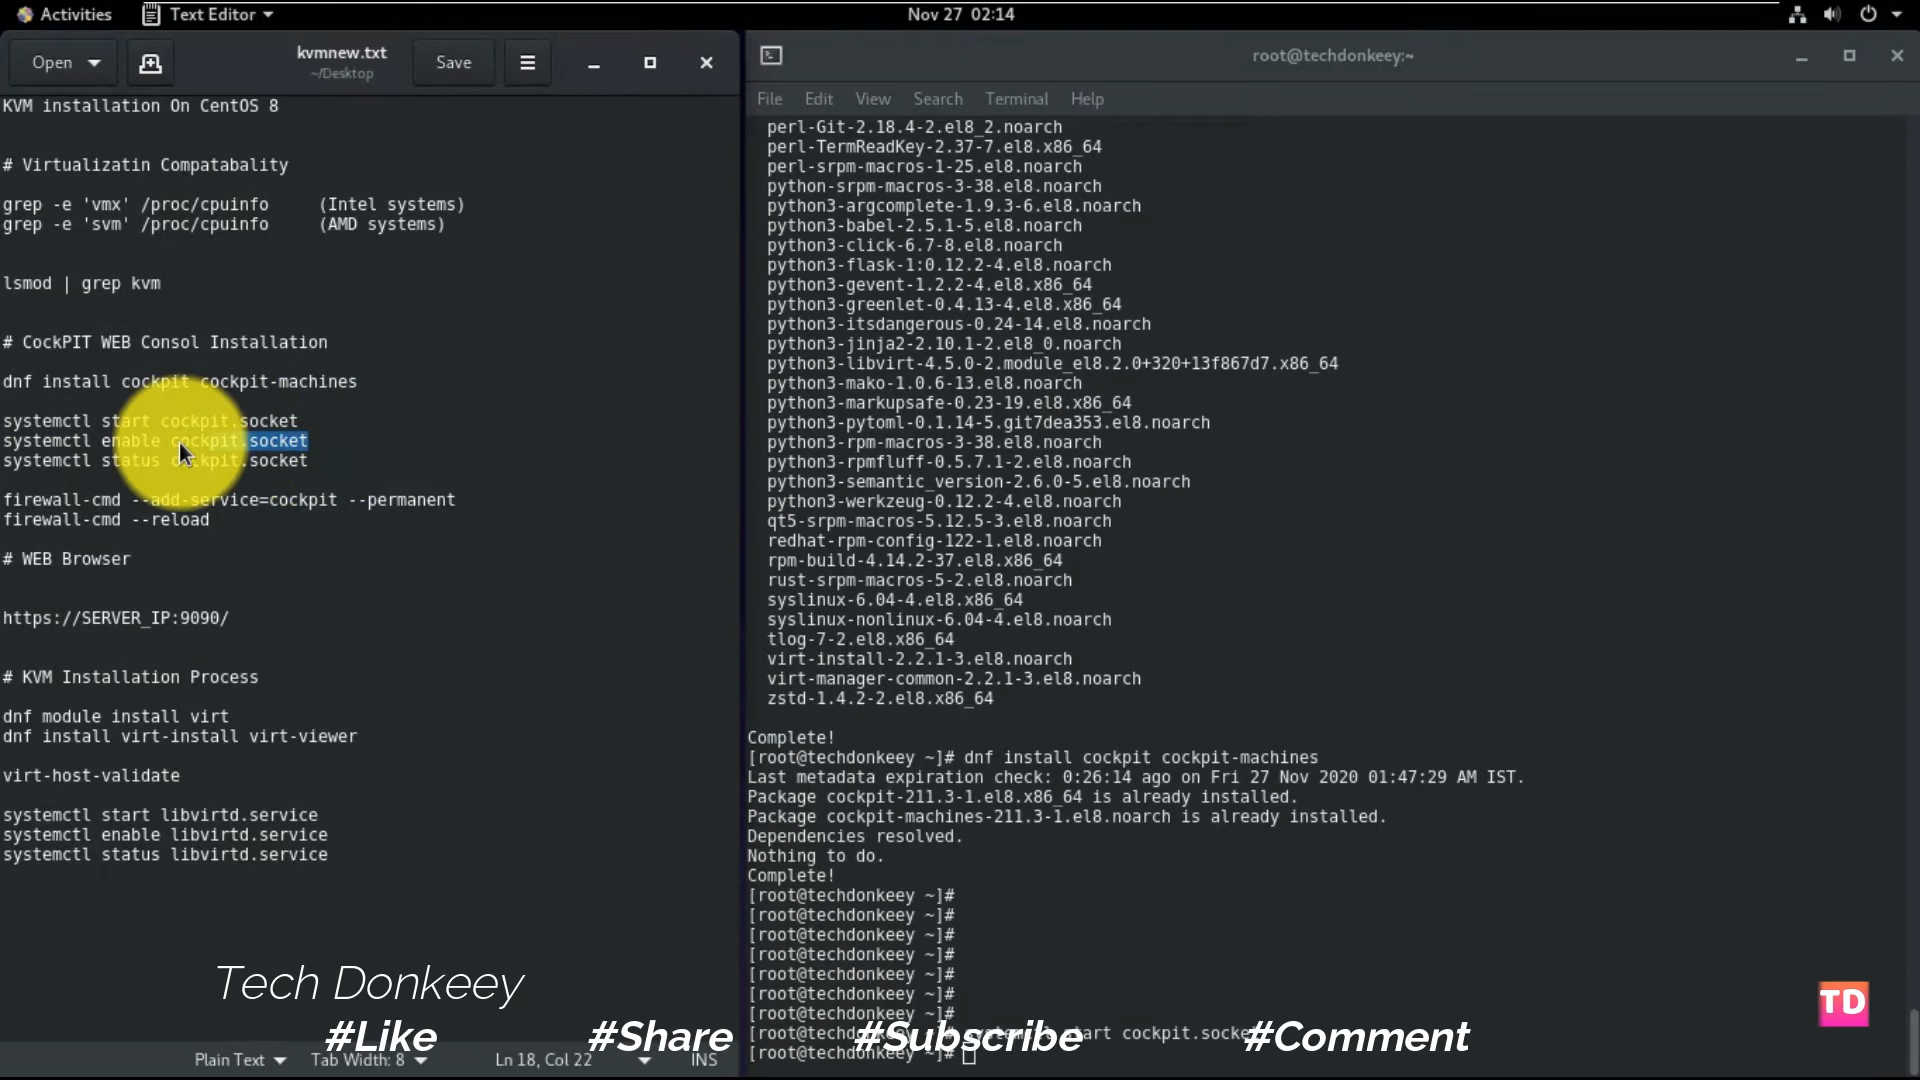 Activities
Text Editor
Nov 27 02:14
Open
kvmnew.txt
~/Desktop
Save
KVM installation On CentOS 8
# Virtualizatin Compatabality
grep -e 'vmx' /proc/cpuinfo     (Intel systems)
grep -e 'svm' /proc/cpuinfo     (AMD systems)
lsmod | grep kvm
# CockPIT WEB Consol Installation
dnf install cockpit cockpit-machines
systemctl start cockpit.socket
systemctl enable cockpit.socket
systemctl status cockpit.socket
firewall-cmd --add-service=cockpit --permanent
firewall-cmd --reload
# WEB Browser
https://SERVER_IP:9090/
# KVM Installation Process
dnf module install virt
dnf install virt-install virt-viewer
virt-host-validate
systemctl start libvirtd.service
systemctl enable libvirtd.service
systemctl status libvirtd.service
Plain Text
Tab Width: 8
Ln 18, Col 22
INS
root@techdonkeey:~
File Edit View Search Terminal Help
perl-Git-2.18.4-2.el8_2.noarch
perl-TermReadKey-2.37-7.el8.x86_64
perl-srpm-macros-1-25.el8.noarch
python-srpm-macros-3-38.el8.noarch
python3-argcomplete-1.9.3-6.el8.noarch
python3-babel-2.5.1-5.el8.noarch
python3-click-6.7-8.el8.noarch
python3-flask-1:0.12.2-4.el8.noarch
python3-gevent-1.2.2-4.el8.x86_64
python3-greenlet-0.4.13-4.el8.x86_64
python3-itsdangerous-0.24-14.el8.noarch
python3-jinja2-2.10.1-2.el8_0.noarch
python3-libvirt-4.5.0-2.module_el8.2.0+320+13f867d7.x86_64
python3-mako-1.0.6-13.el8.noarch
python3-markupsafe-0.23-19.el8.x86_64
python3-pytoml-0.1.14-5.git7dea353.el8.noarch
python3-rpm-macros-3-38.el8.noarch
python3-rpmfluff-0.5.7.1-2.el8.noarch
python3-semantic_version-2.6.0-5.el8.noarch
python3-werkzeug-0.12.2-4.el8.noarch
qt5-srpm-macros-5.12.5-3.el8.noarch
redhat-rpm-config-122-1.el8.noarch
rpm-build-4.14.2-37.el8.x86_64
rust-srpm-macros-5-2.el8.noarch
syslinux-6.04-4.el8.x86_64
syslinux-nonlinux-6.04-4.el8.noarch
tlog-7-2.el8.x86_64
virt-install-2.2.1-3.el8.noarch
virt-manager-common-2.2.1-3.el8.noarch
zstd-1.4.2-2.el8.x86_64
Complete!
[root@techdonkeey ~]# dnf install cockpit cockpit-machines
Last metadata expiration check: 0:26:14 ago on Fri 27 Nov 2020 01:47:29 AM IST.
Package cockpit-211.3-1.el8.x86_64 is already installed.
Package cockpit-machines-211.3-1.el8.noarch is already installed.
Dependencies resolved.
Nothing to do.
Complete!
[root@techdonkeey ~]#
[root@techdonkeey ~]#
[root@techdonkeey ~]#
[root@techdonkeey ~]#
[root@techdonkeey ~]#
[root@techdonkeey ~]#
[root@techdonkeey ~]#
[root@techdonkeey ~]# systemctl start cockpit.socket
[root@techdonkeey ~]#
Tech Donkeey
#Like #Share #Subscribe #Comment
TD